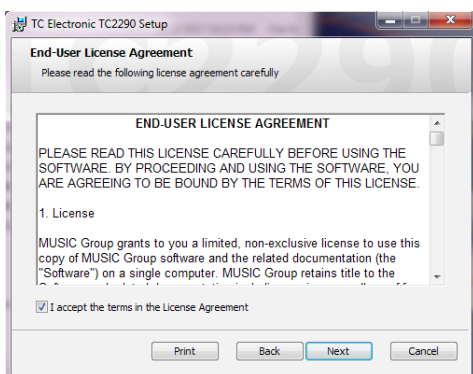 TC Electronic TC2290 Setup
End-User License Agreement
Please read the following license agreement carefully
END-USER LICENSE AGREEMENT
PLEASE READ THIS LICENSE CAREFULLY BEFORE USING THE
SOFTWARE. BY PROCEEDING AND USING THE SOFTWARE, YOU
ARE AGREEING TO BE BOUND BY THE TERMS OF THIS LICENSE.
1. License
MUSIC Group grants to you a limited, non-exclusive license to use this
copy of MUSIC Group software and the related documentation (the
"Software") on a single computer. MUSIC Group retains title to the
I accept the terms in the License Agreement
Print
Back
Next
Cancel